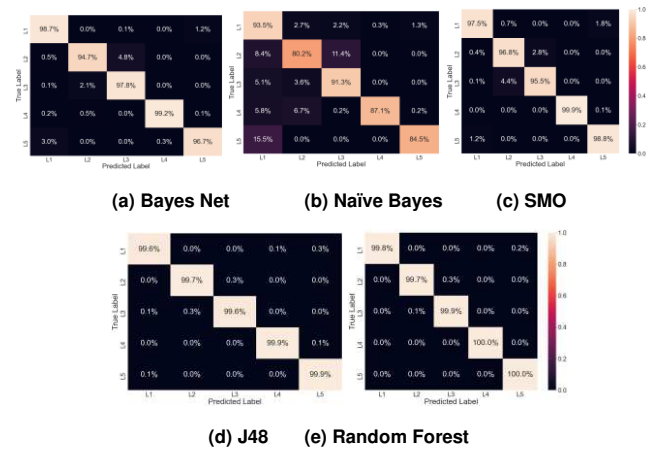 L1 98.7% 0.0% 0.1% 0.0% 1.2%
L2 0.5% 94.7% 4.8% 0.0% 0.0%
L3 0.1% 2.1% 97.8% 0.0% 0.0%
L4 0.2% 0.5% 0.0% 99.2% 0.1%
L5 3.0% 0.0% 0.0% 0.3% 96.7%
L1 L2 L3 L4 L5
True Label
Predicted Label
L1 93.5% 2.7% 2.2% 0.3% 1.3%
L2 8.4% 80.2% 11.4% 0.0% 0.0%
L3 5.1% 3.6% 91.3% 0.0% 0.0%
L4 5.8% 6.7% 0.2% 87.1% 0.2%
L5 15.5% 0.0% 0.0% 0.0% 84.5%
L1 L2 L3 L4 L5
True Label
Predicted Label
L1 97.5% 0.7% 0.0% 0.0% 1.8%
L2 0.4% 96.8% 2.8% 0.0% 0.0%
L3 0.1% 4.4% 95.5% 0.0% 0.0%
L4 0.0% 0.0% 0.0% 99.9% 0.1%
L5 1.2% 0.0% 0.0% 0.0% 98.8%
L1 L2 L3 L4 L5
True Label
Predicted Label
1.0
0.8
0.6
0.4
0.2
0.0
(a) Bayes Net (b) Naïve Bayes (c) SMO
L1 99.6% 0.0% 0.0% 0.1% 0.3%
L2 0.0% 99.7% 0.3% 0.0% 0.0%
L3 0.1% 0.3% 99.6% 0.0% 0.0%
L4 0.0% 0.0% 0.0% 99.9% 0.1%
L5 0.1% 0.0% 0.0% 0.0% 99.9%
L1 L2 L3 L4 L5
True Label
Predicted Label
L1 99.8% 0.0% 0.0% 0.0% 0.2%
L2 0.0% 99.7% 0.3% 0.0% 0.0%
L3 0.0% 0.1% 99.9% 0.0% 0.0%
L4 0.0% 0.0% 0.0% 100.0% 0.0%
L5 0.0% 0.0% 0.0% 0.0% 100.0%
L1 L2 L3 L4 L5
True Label
Predicted Label
1.0
0.8
0.6
0.4
0.2
0.0
(d) J48 (e) Random Forest